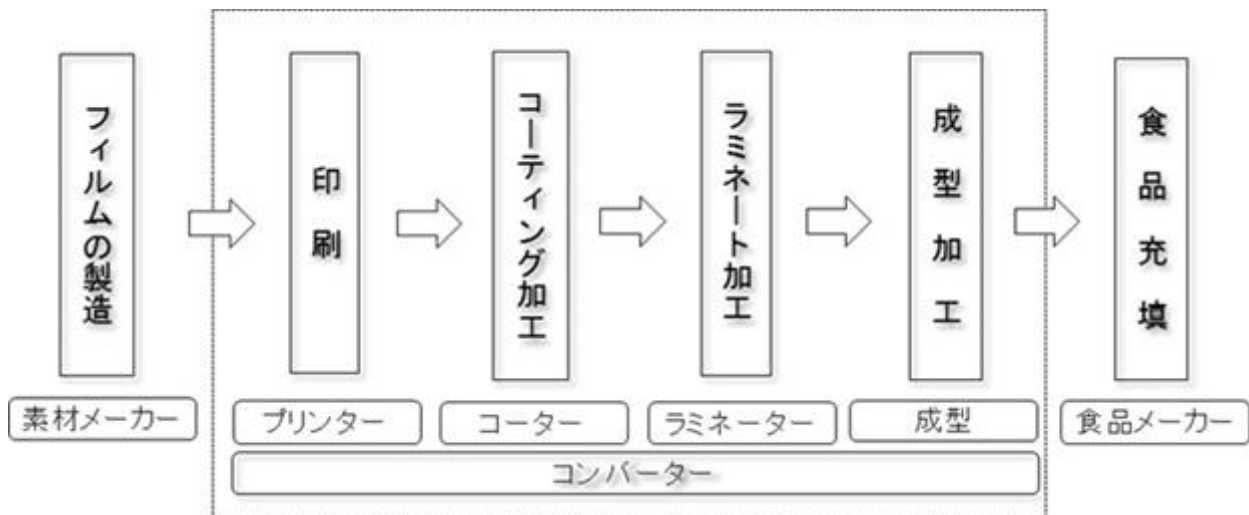 フィルムの製造
印刷
コーティング加工
ラミネート加工
成型加工
食品充填
素材メーカー
プリンター
コーター
ラミネーター
成型
食品メーカー
コンバーター